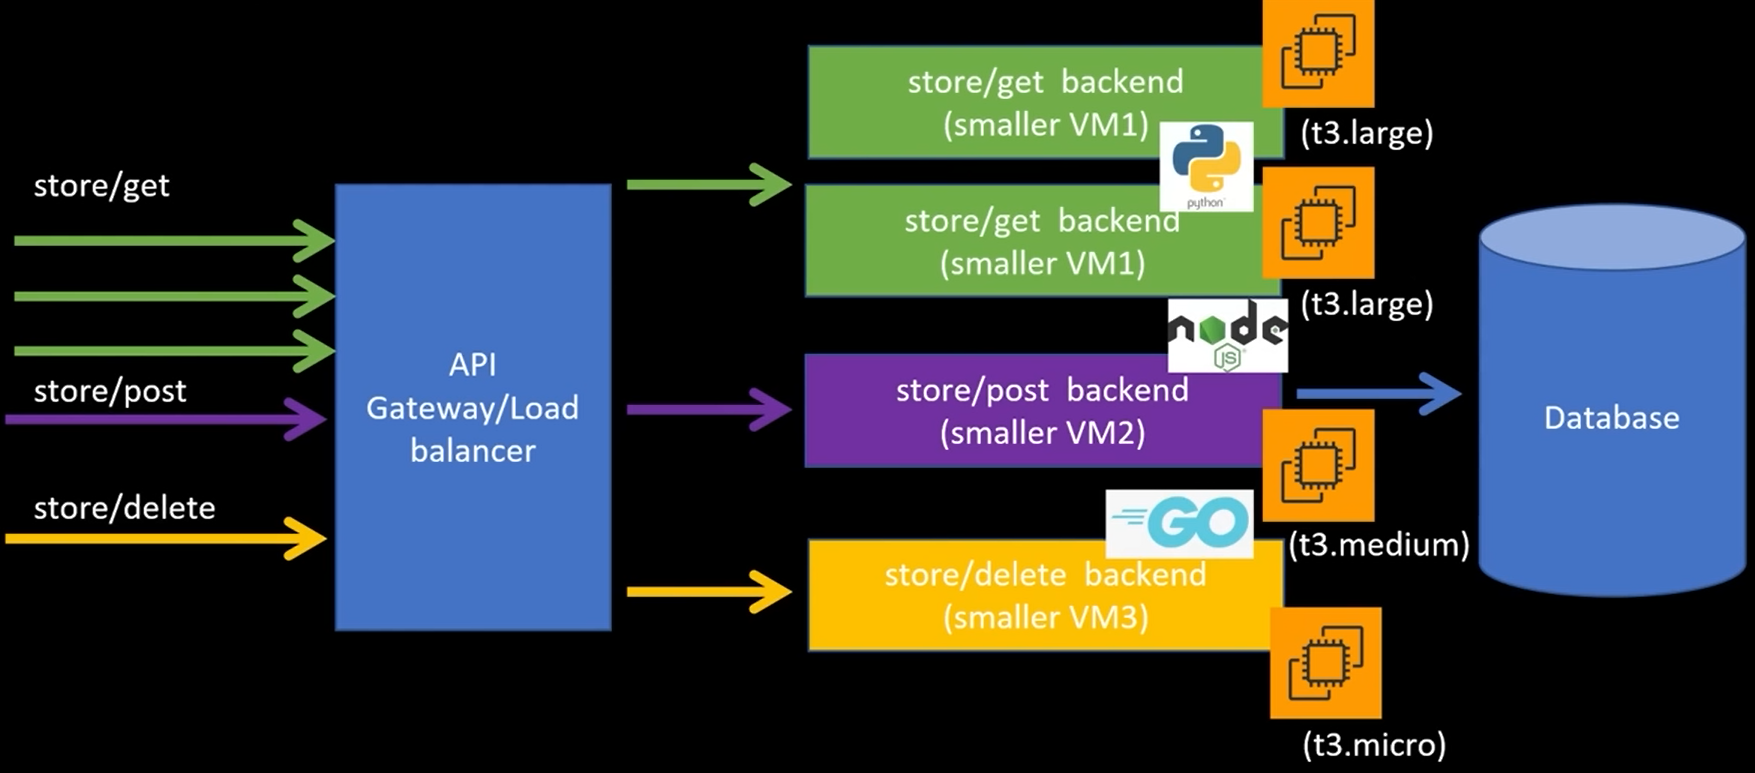 store/get
store/post
store/delete
API
Gateway/Load
balancer
store/get backend
(smaller VM1)
(t3.large)
python
store/get backend
(smaller VM1)
(t3.large)
node
JS
store/post backend
(smaller VM2)
(t3.medium)
GO
store/delete backend
(smaller VM3)
(t3.micro)
Database